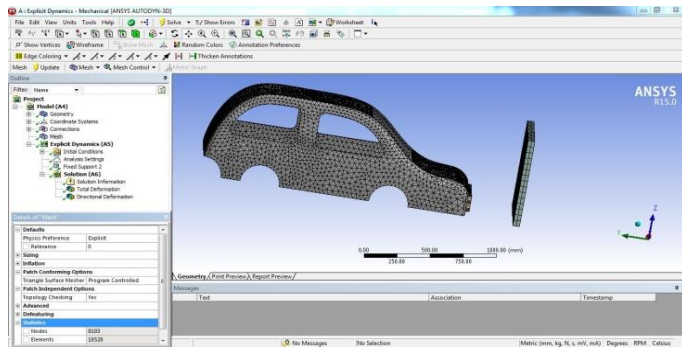 A : Explicit Dynamics - Mechanical [ANSYS AUTODYN-3D]
File Edit View Units Tools Help Solve ?/Show Errors Worksheet
Show Vertices Wireframe Show Mesh Random Colors Annotation Preferences
Edge Coloring Thicken Annotations
Mesh Update Mesh Mesh Control Metric Graph
Outline
Filter: Name
Project
Model (A4)
Geometry
Coordinate Systems
Connections
Mesh
Explicit Dynamics (A5)
Initial Conditions
Analysis Settings
Fixed Support 2
Solution (A6)
Solution Information
Total Deformation
Directional Deformation
ANSYS
R15.0
Z
Y
0.00 500.00 1000.00 (mm)
250.00 750.00
Details of "Mesh"
Defaults
Physics Preference Explicit
Relevance 0
Sizing
Inflation
Patch Conforming Options
Triangle Surface Mesher Program Controlled
Patch Independent Options
Topology Checking Yes
Advanced
Defeaturing
Statistics
Nodes 8103
Elements 18528
Geometry Print Preview Report Preview
Messages
Text Association Timestamp
No Messages No Selection Metric (mm, kg, N, s, mV, mA) Degrees RPM Celsius